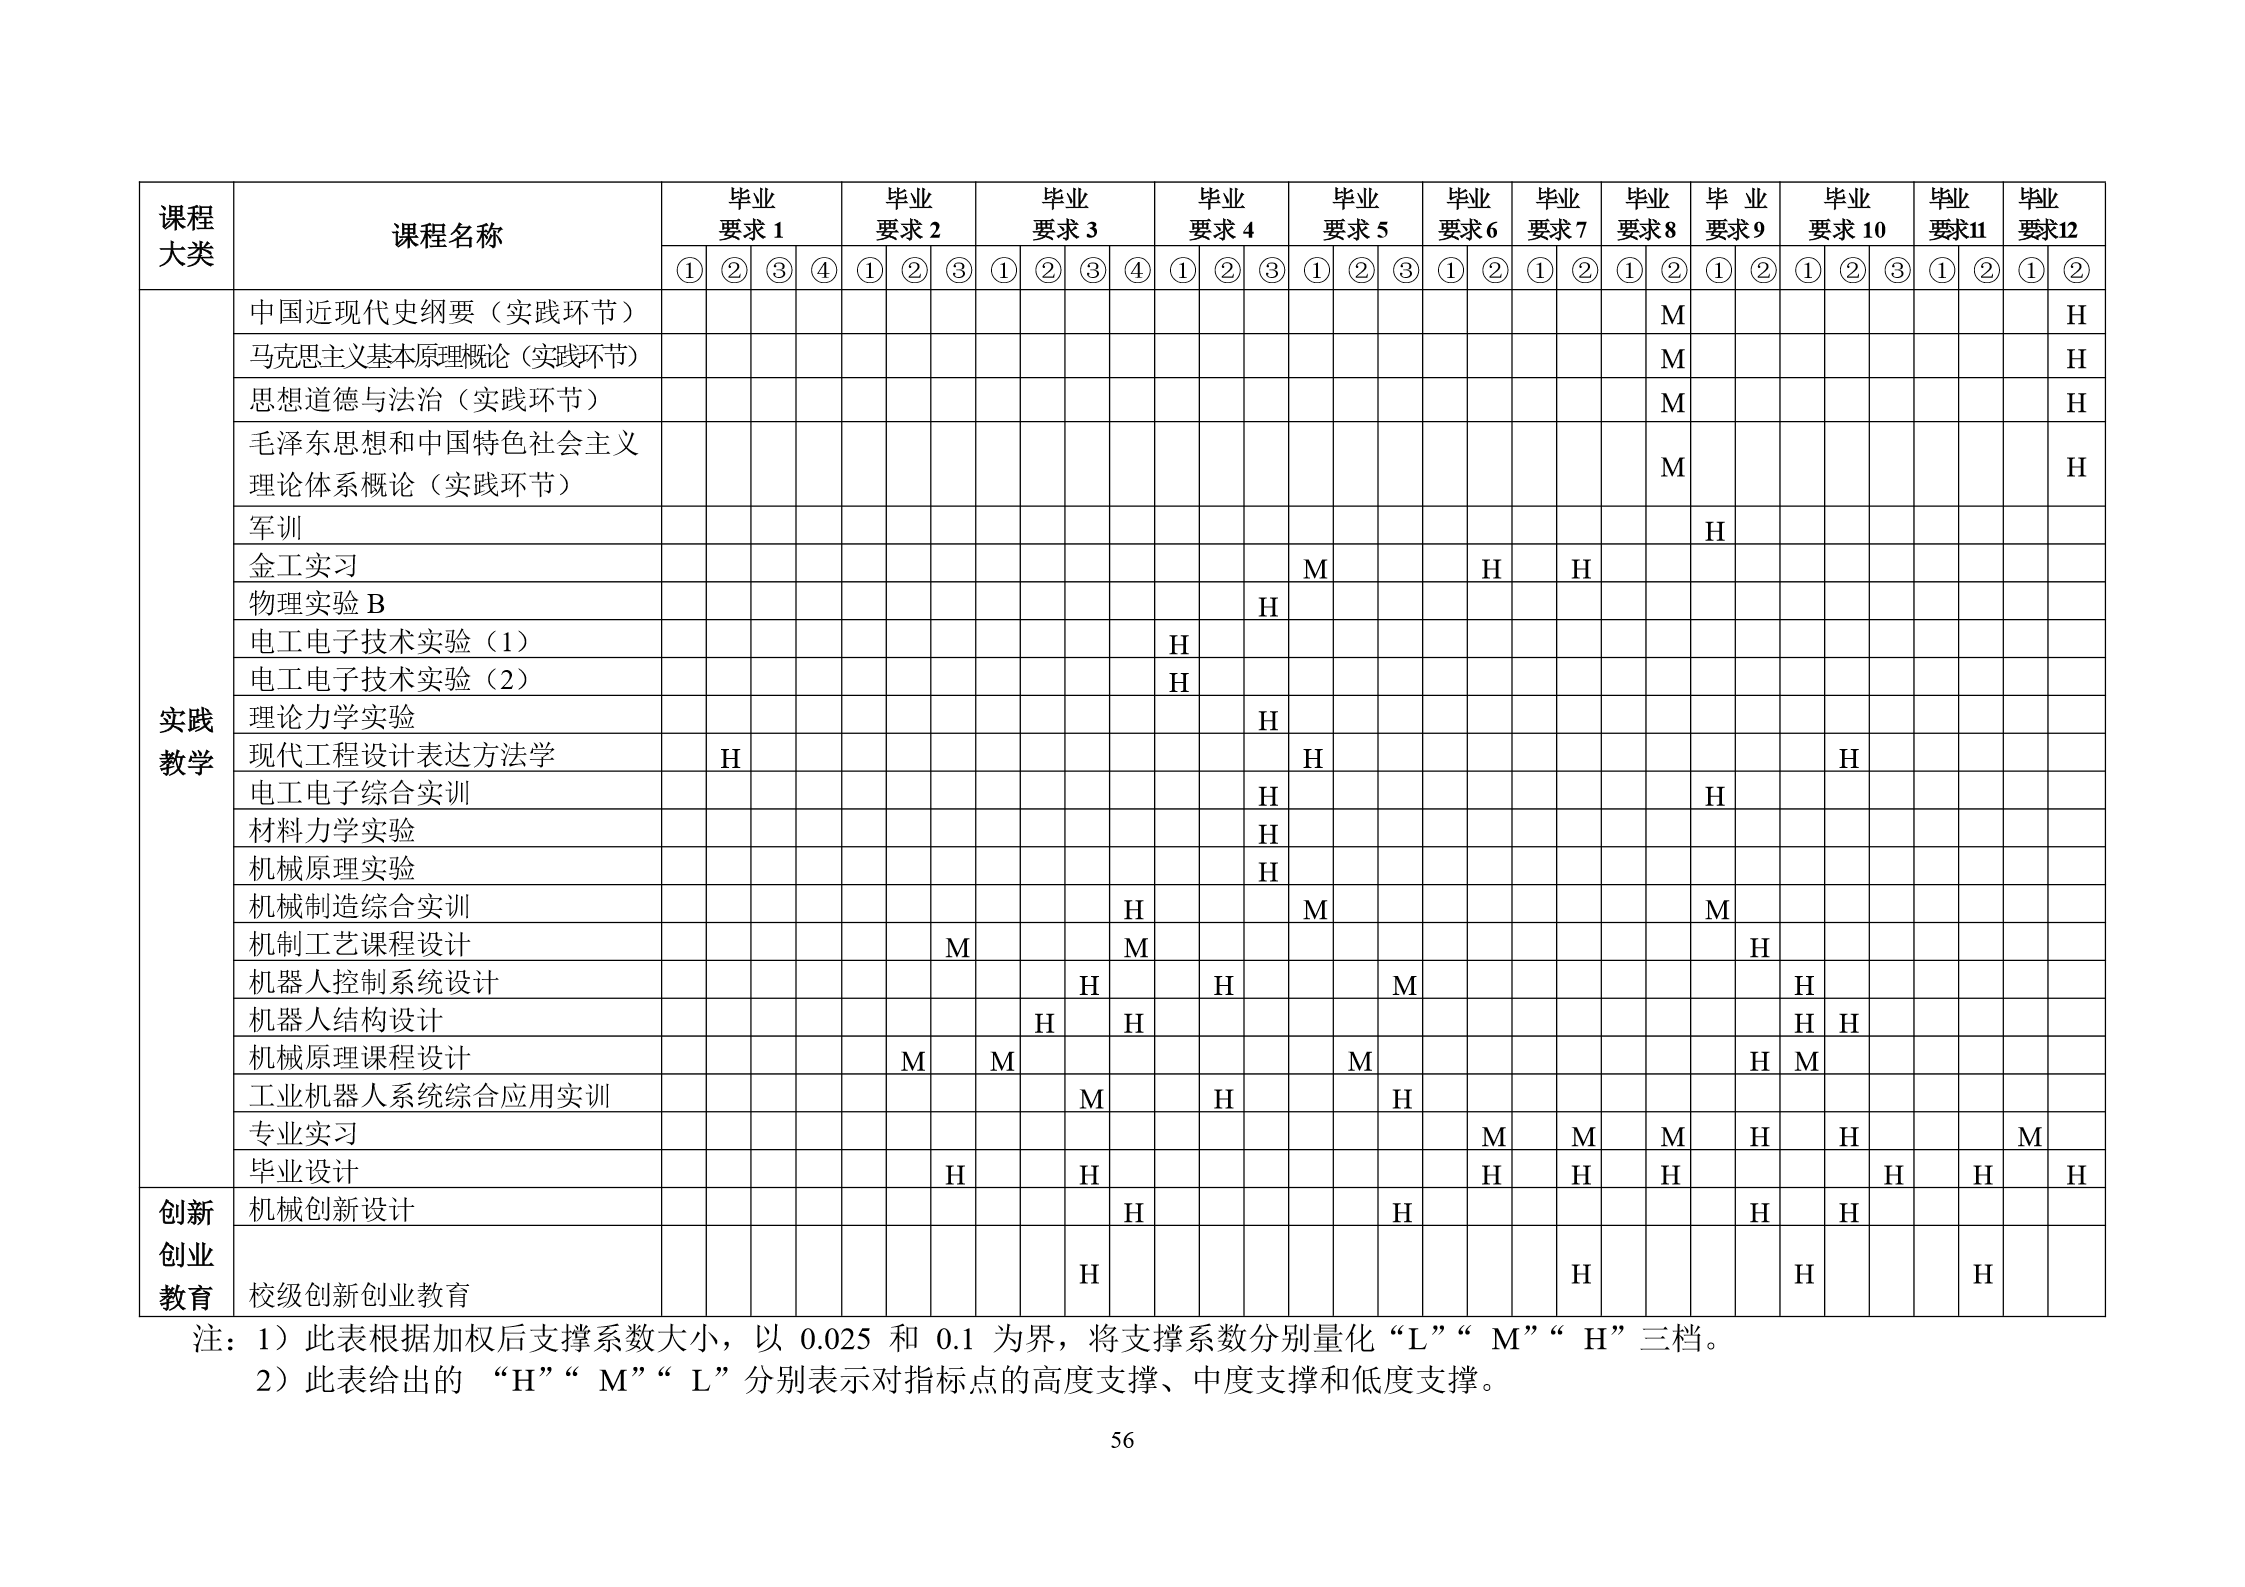 课程大类 课程名称 毕业要求 1 毕业要求 2 毕业要求 3 毕业要求 4 毕业要求 5 毕业要求 6 毕业要求 7 毕业要求 8 毕 业要求 9 毕业要求 10 毕业要求11 毕业要求12
① ② ③ ④ ① ② ③ ① ② ③ ④ ① ② ③ ① ② ③ ① ② ① ② ① ② ① ② ① ② ③ ① ② ① ②
实践教学
中国近现代史纲要（实践环节） M H
马克思主义基本原理概论（实践环节） M H
思想道德与法治（实践环节） M H
毛泽东思想和中国特色社会主义
理论体系概论（实践环节） M H
军训 H
金工实习 M H H
物理实验 B H
电工电子技术实验（1） H
电工电子技术实验（2） H
理论力学实验 H
现代工程设计表达方法学 H H H
电工电子综合实训 H H
材料力学实验 H
机械原理实验 H
机械制造综合实训 H M M
机制工艺课程设计 M M H
机器人控制系统设计 H H M H
机器人结构设计 H H H H
机械原理课程设计 M M M H M
工业机器人系统综合应用实训 M H H
专业实习 M M M H H M
毕业设计 H H H H H H H H
创新创业教育
机械创新设计 H H H H
校级创新创业教育 H H H H
注：1）此表根据加权后支撑系数大小，以 0.025 和 0.1 为界，将支撑系数分别量化“L”“ M”“ H”三档。
2）此表给出的 “H”“ M”“ L”分别表示对指标点的高度支撑、中度支撑和低度支撑。
56